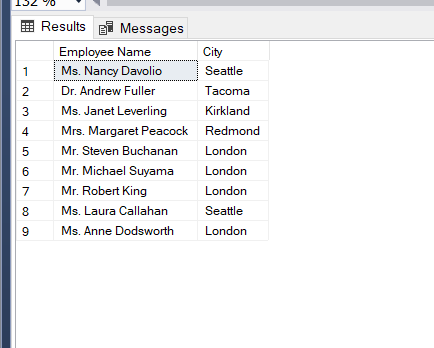 132 %
Results Messages
Employee Name City
1 Ms. Nancy Davolio Seattle
2 Dr. Andrew Fuller Tacoma
3 Ms. Janet Leverling Kirkland
4 Mrs. Margaret Peacock Redmond
5 Mr. Steven Buchanan London
6 Mr. Michael Suyama London
7 Mr. Robert King London
8 Ms. Laura Callahan Seattle
9 Ms. Anne Dodsworth London